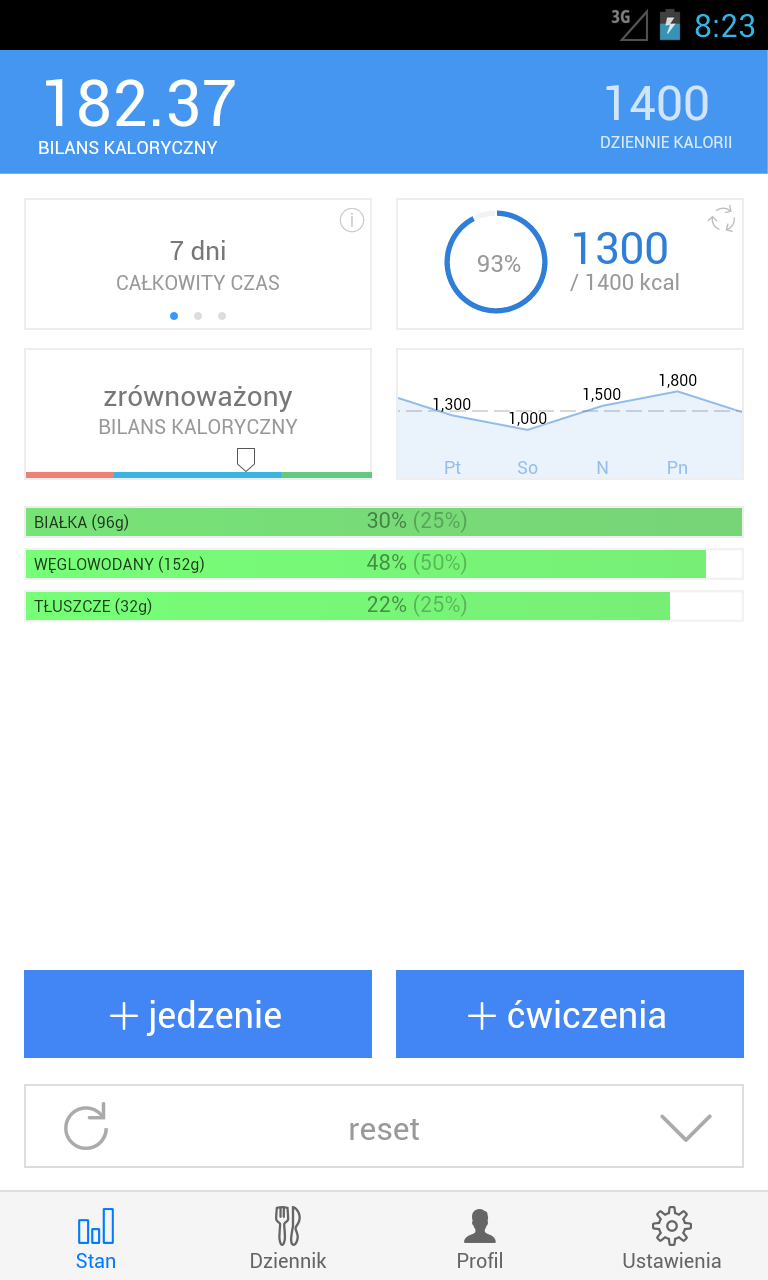 3G 8:23
182.37
BILANS KALORYCZNY
1400
DZIENNIE KALORII
7 dni
CAŁKOWITY CZAS
93%
1300
/ 1400 kcal
zrównoważony
BILANS KALORYCZNY
1,300
1,000
1,500
1,800
Pt So N Pn
BIAŁKA (96g) 30% (25%)
WĘGLOWODANY (152g) 48% (50%)
TŁUSZCZE (32g) 22% (25%)
+ jedzenie
+ ćwiczenia
reset
Stan Dziennik Profil Ustawienia